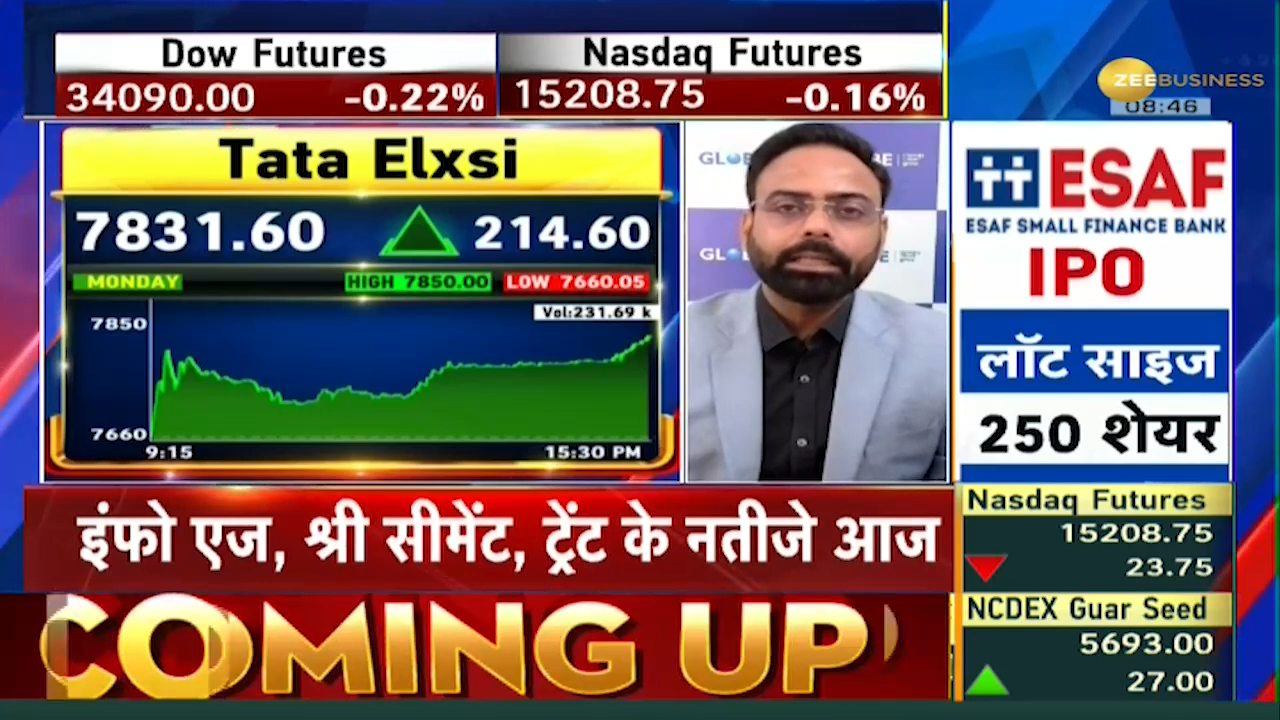 Dow Futures
34090.00 -0.22%
Nasdaq Futures
15208.75 -0.16%
ZEEBUSINESS
08:46
Tata Elxsi
7831.60 214.60
MONDAY HIGH 7850.00 LOW 7660.05
Vol:231.69 k
7850
7660
9:15 15:30 PM
ESAF
ESAF SMALL FINANCE BANK
IPO
लॉट साइज
250 शेयर
इंफो एज, श्री सीमेंट, ट्रेंट के नतीजे आज
COMING UP
Nasdaq Futures
15208.75
23.75
NCDEX Guar Seed
5693.00
27.00